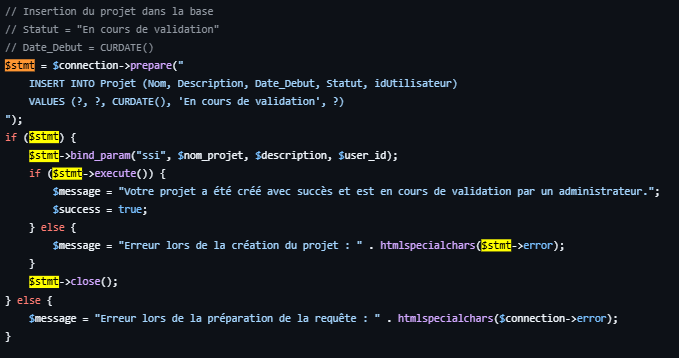 // Insertion du projet dans la base
// Statut = "En cours de validation"
// Date_Debut = CURDATE()
$stmt = $connection->prepare("
    INSERT INTO Projet (Nom, Description, Date_Debut, Statut, idUtilisateur)
    VALUES (?, ?, CURDATE(), 'En cours de validation', ?)
");
if ($stmt) {
    $stmt->bind_param("ssi", $nom_projet, $description, $user_id);
    if ($stmt->execute()) {
        $message = "Votre projet a été créé avec succès et est en cours de validation par un administrateur.";
        $success = true;
    } else {
        $message = "Erreur lors de la création du projet : " . htmlspecialchars($stmt->error);
    }
    $stmt->close();
} else {
    $message = "Erreur lors de la préparation de la requête : " . htmlspecialchars($connection->error);
}